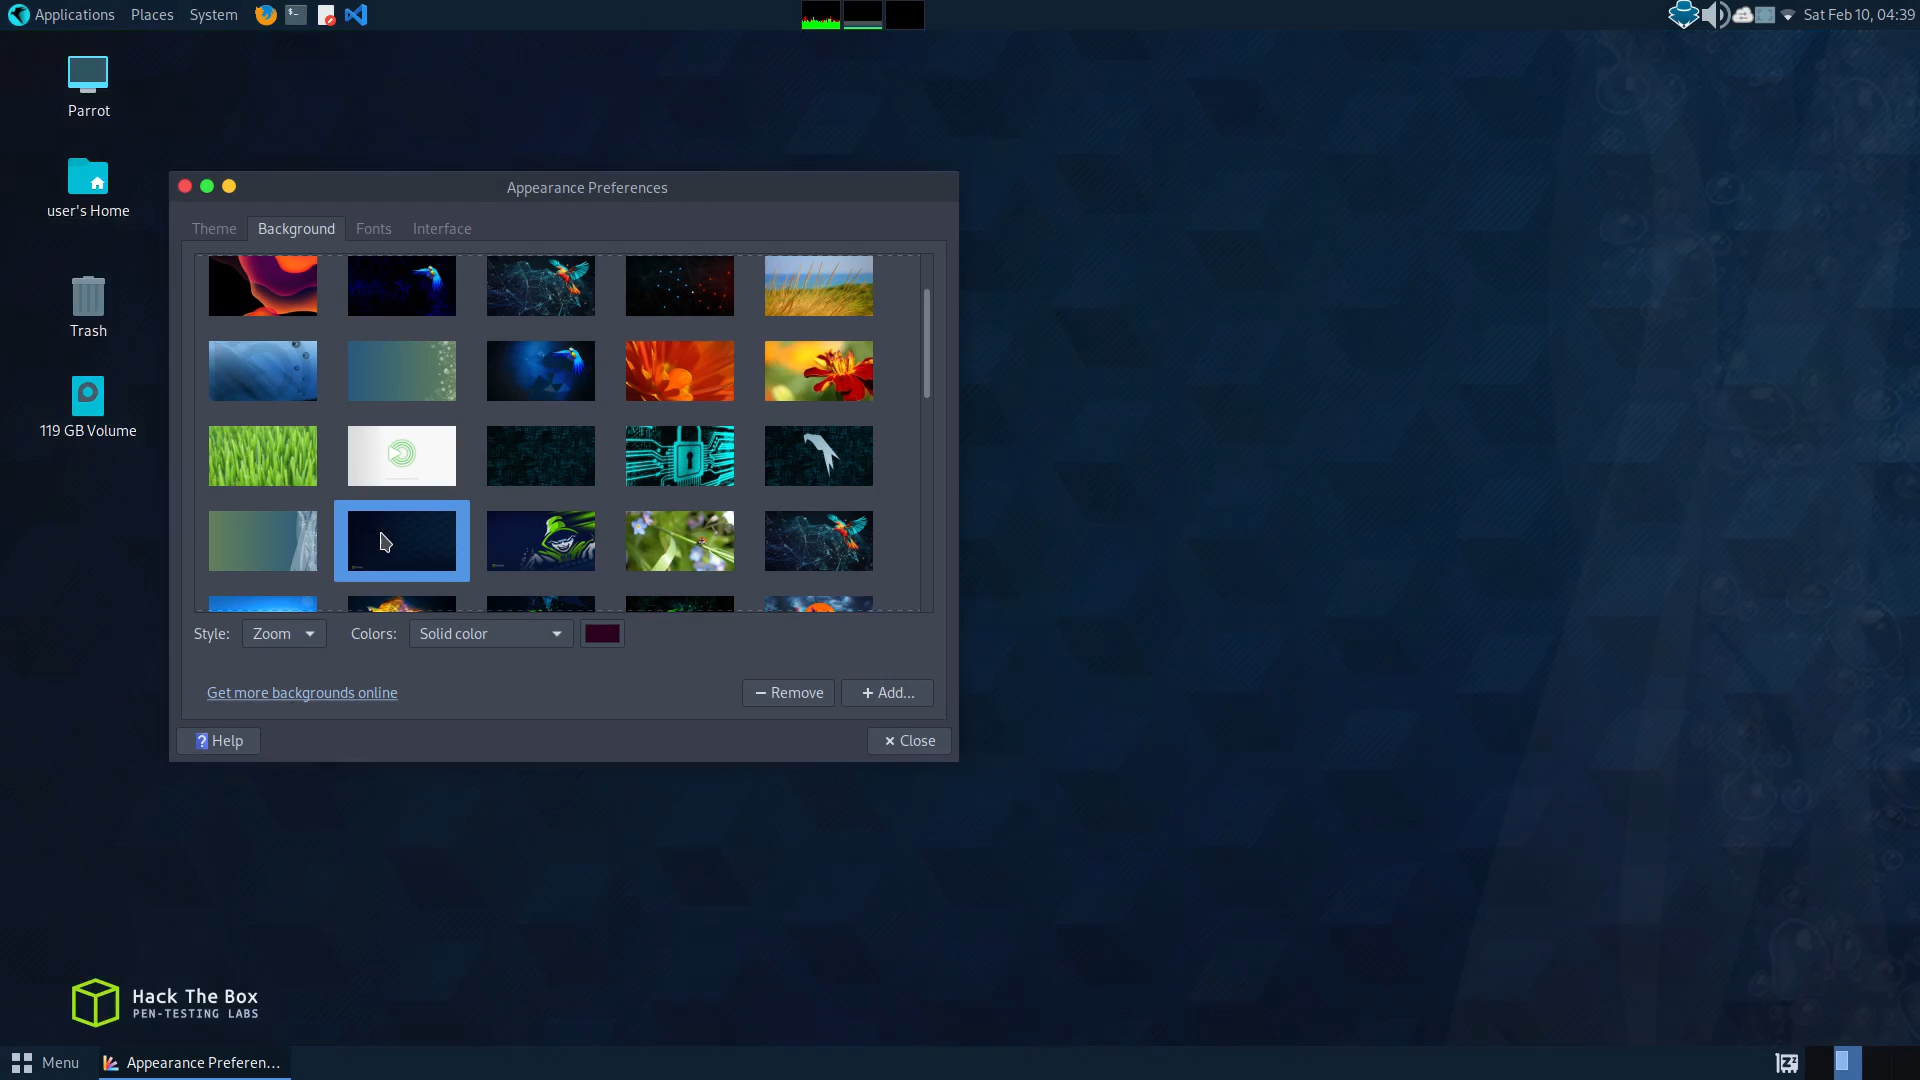 Applications Places System
Sat Feb 10, 04:39
Parrot
user's Home
Trash
119 GB Volume
Appearance Preferences
Theme Background Fonts Interface
Style: Zoom Colors: Solid color
Get more backgrounds online
Remove
Add...
? Help
Close
Hack The Box
PEN-TESTING LABS
Menu
Appearance Preferen...